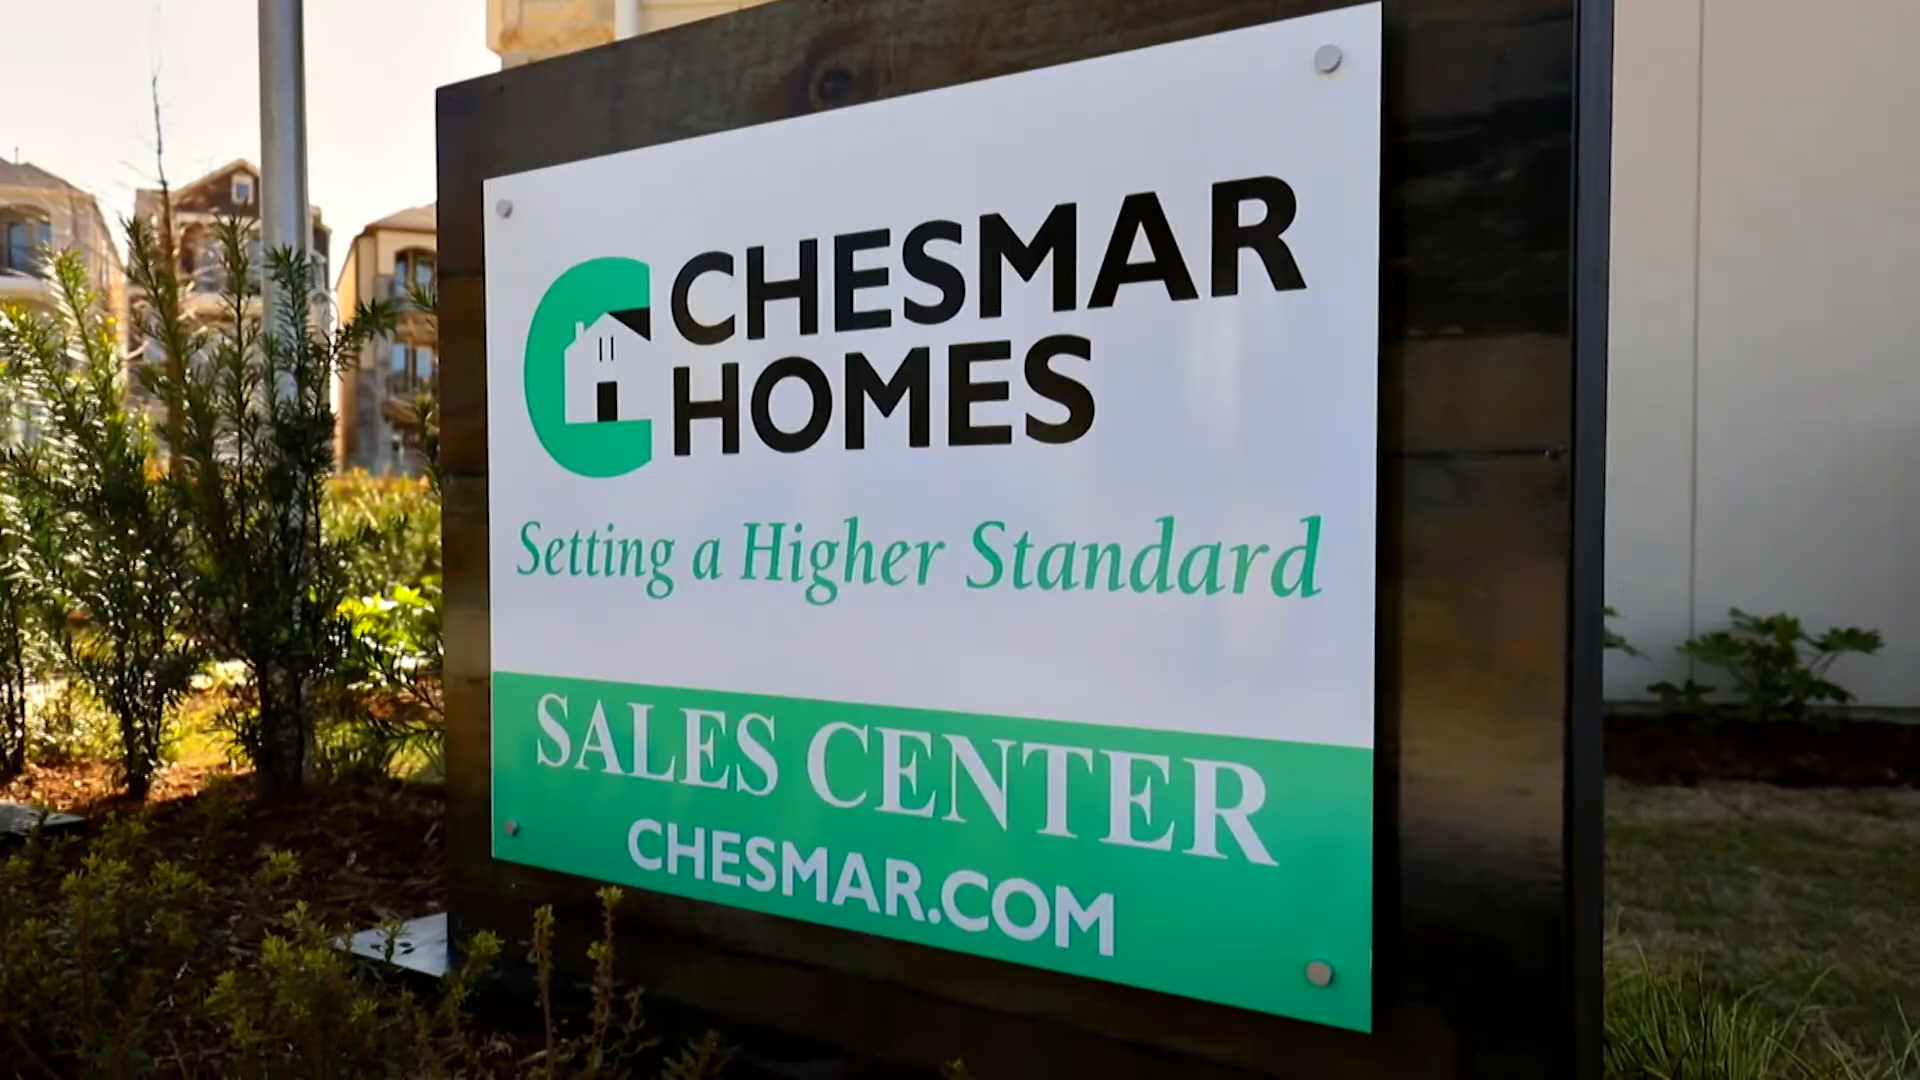 CHESMAR
HOMES
Setting a Higher Standard
SALES CENTER
CHESMAR.COM